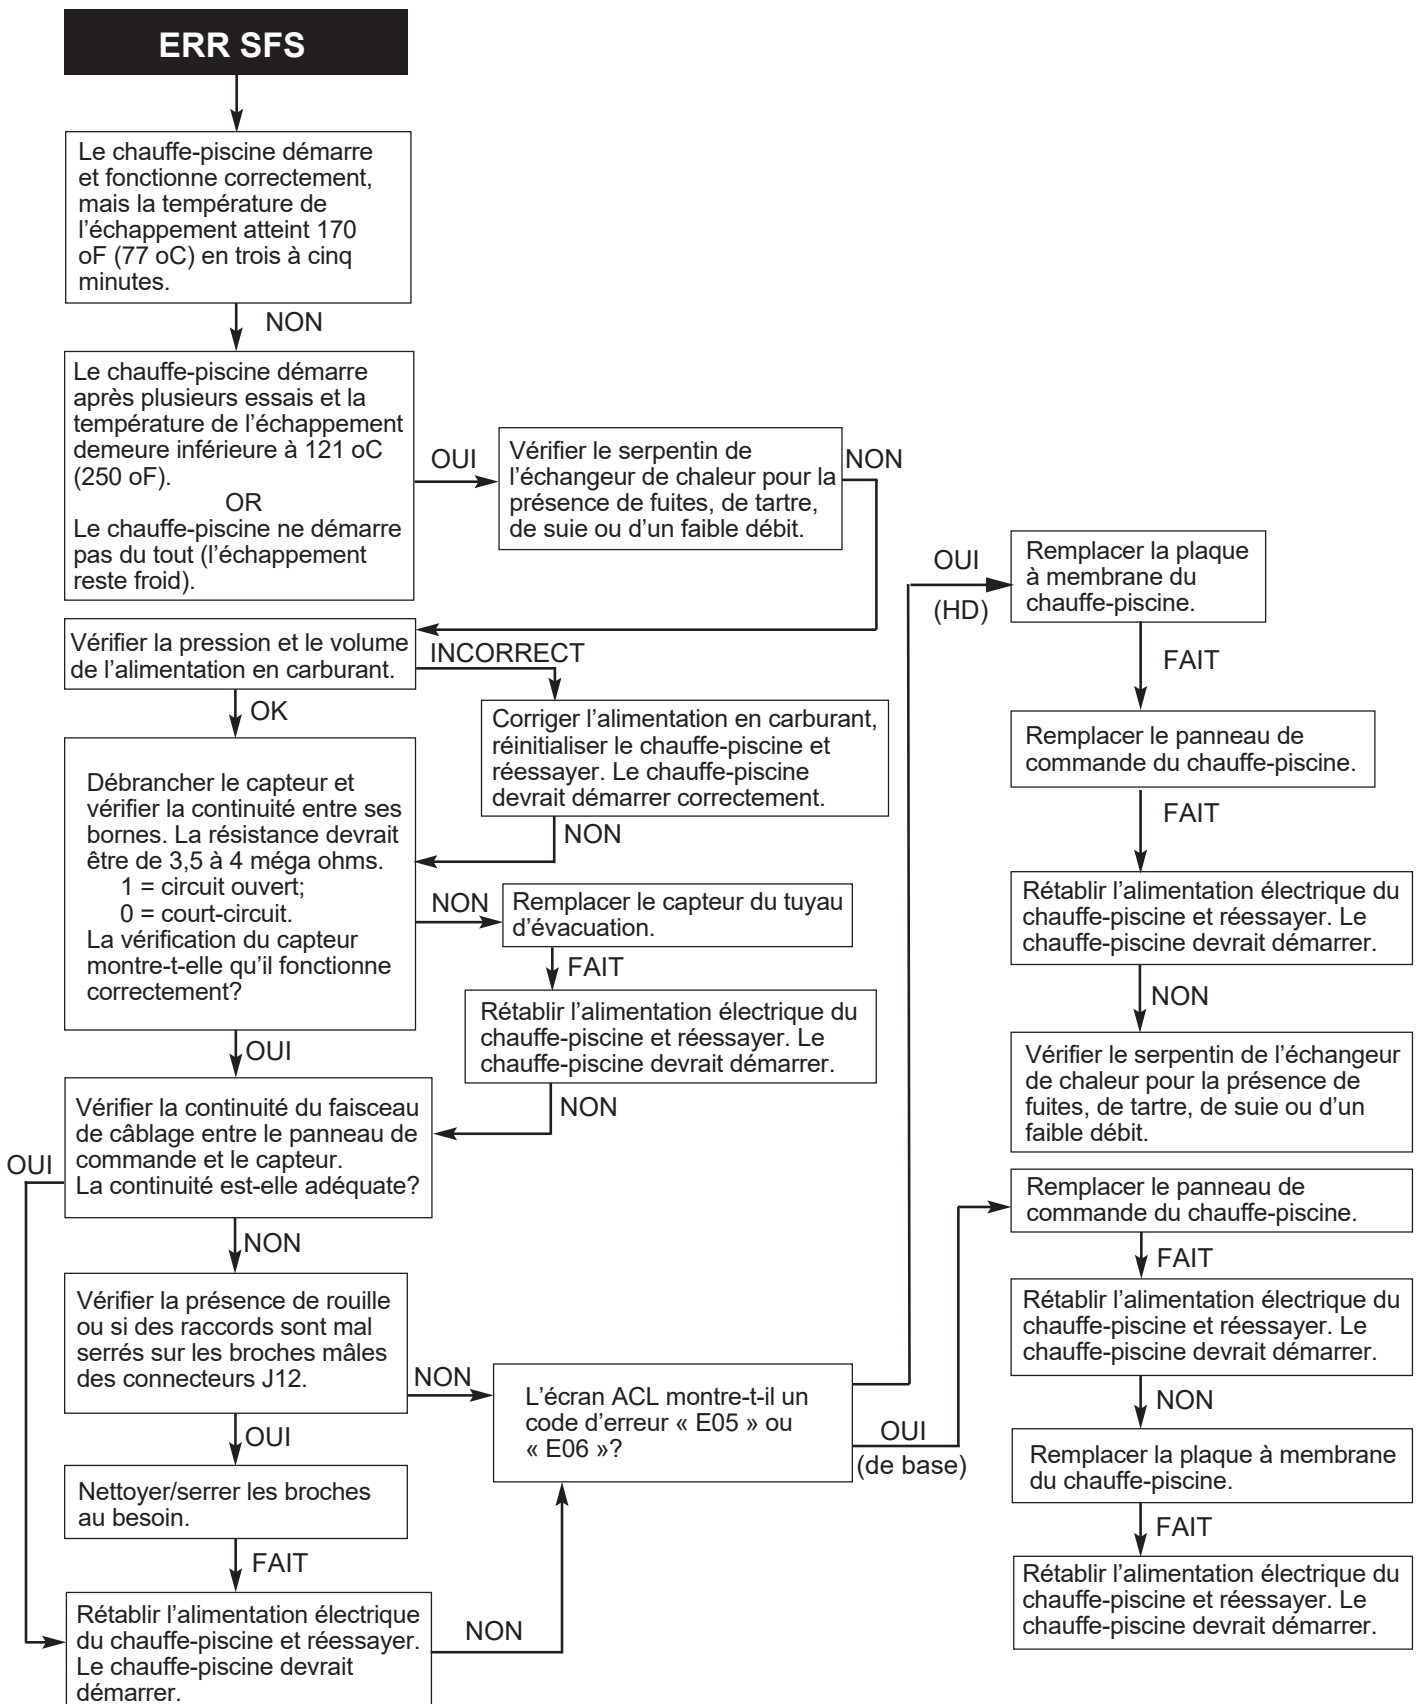 ERR SFS
Le chauffe-piscine démarre
et fonctionne correctement,
mais la température de
l’échappement atteint 170
oF (77 oC) en trois à cinq
minutes.
NON
Le chauffe-piscine démarre
après plusieurs essais et la
température de l’échappement
demeure inférieure à 121 oC
(250 oF).
OR
Le chauffe-piscine ne démarre
pas du tout (l’échappement
reste froid).
OUI
Vérifier le serpentin de
l’échangeur de chaleur pour la
présence de fuites, de tartre,
de suie ou d’un faible débit.
NON
Vérifier la pression et le volume
de l’alimentation en carburant.
INCORRECT
Corriger l’alimentation en carburant,
réinitialiser le chauffe-piscine et
réessayer. Le chauffe-piscine
devrait démarrer correctement.
NON
OK
Débrancher le capteur et
vérifier la continuité entre ses
bornes. La résistance devrait
être de 3,5 à 4 méga ohms.
1 = circuit ouvert;
0 = court-circuit.
La vérification du capteur
montre-t-elle qu’il fonctionne
correctement?
NON
Remplacer le capteur du tuyau
d’évacuation.
FAIT
Rétablir l’alimentation électrique du
chauffe-piscine et réessayer. Le
chauffe-piscine devrait démarrer.
NON
OUI
Vérifier la continuité du faisceau
de câblage entre le panneau de
commande et le capteur.
La continuité est-elle adéquate?
OUI
NON
Vérifier la présence de rouille
ou si des raccords sont mal
serrés sur les broches mâles
des connecteurs J12.
NON
OUI
Nettoyer/serrer les broches
au besoin.
FAIT
Rétablir l’alimentation électrique
du chauffe-piscine et réessayer.
Le chauffe-piscine devrait
démarrer.
NON
L’écran ACL montre-t-il un
code d’erreur « E05 » ou
« E06 »?
OUI
(HD)
Remplacer la plaque
à membrane du
chauffe-piscine.
FAIT
Remplacer le panneau de
commande du chauffe-piscine.
FAIT
Rétablir l’alimentation électrique du
chauffe-piscine et réessayer. Le
chauffe-piscine devrait démarrer.
NON
Vérifier le serpentin de l’échangeur
de chaleur pour la présence de
fuites, de tartre, de suie ou d’un
faible débit.
OUI
(de base)
Remplacer le panneau de
commande du chauffe-piscine.
FAIT
Rétablir l’alimentation électrique du
chauffe-piscine et réessayer. Le
chauffe-piscine devrait démarrer.
NON
Remplacer la plaque à membrane
du chauffe-piscine.
FAIT
Rétablir l’alimentation électrique du
chauffe-piscine et réessayer. Le
chauffe-piscine devrait démarrer.